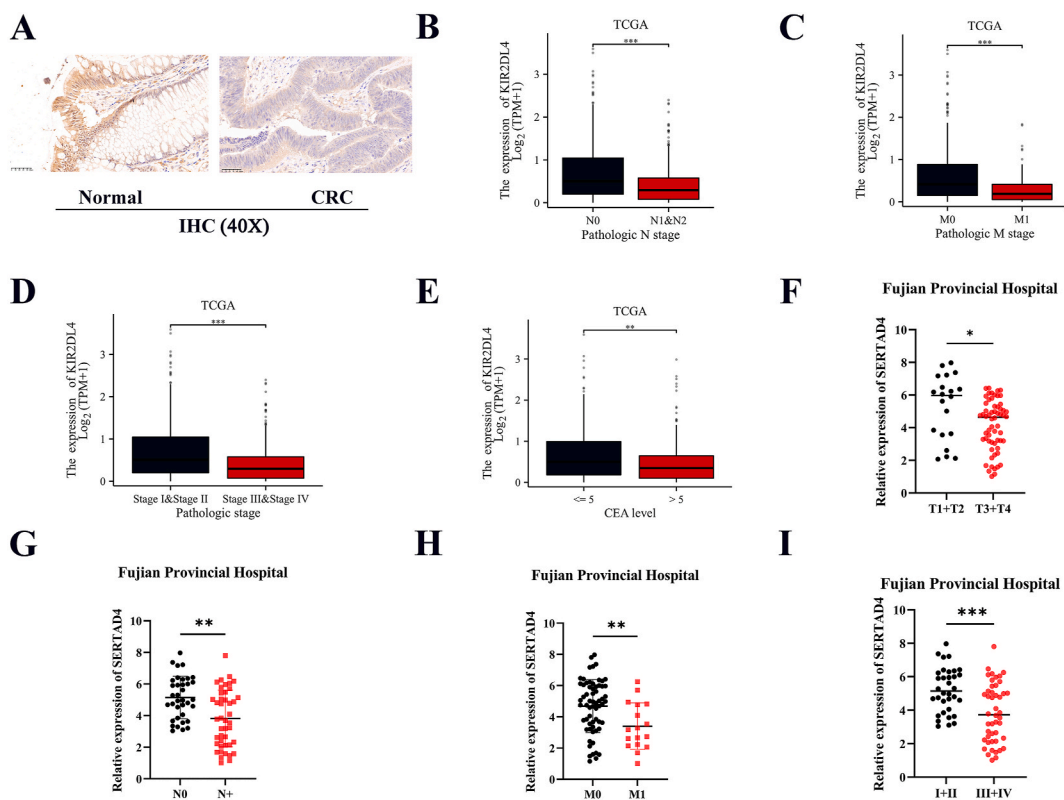 A
Normal CRC
IHC (40X)
B
TCGA
***
The expression of KIR2DL4
Log2 (TPM+1)
3
2
1
0
N0 N1&N2
Pathologic N stage
C
TCGA
***
The expression of KIR2DL4
Log2 (TPM+1)
3
2
1
0
M0 M1
Pathologic M stage
D
TCGA
***
The expression of KIR2DL4
Log2 (TPM+1)
3
2
1
0
Stage I&Stage II Stage III&Stage IV
Pathologic stage
E
TCGA
**
The expression of KIR2DL4
Log2 (TPM+1)
3
2
1
0
<= 5 > 5
CEA level
F
Fujian Provincial Hospital
*
Relative expression of SERTAD4
10
8
6
4
2
0
T1+T2 T3+T4
G
Fujian Provincial Hospital
**
Relative expression of SERTAD4
10
8
6
4
2
0
N0 N+
H
Fujian Provincial Hospital
**
Relative expression of SERTAD4
10
8
6
4
2
0
M0 M1
I
Fujian Provincial Hospital
***
Relative expression of SERTAD4
10
8
6
4
2
0
I+II III+IV